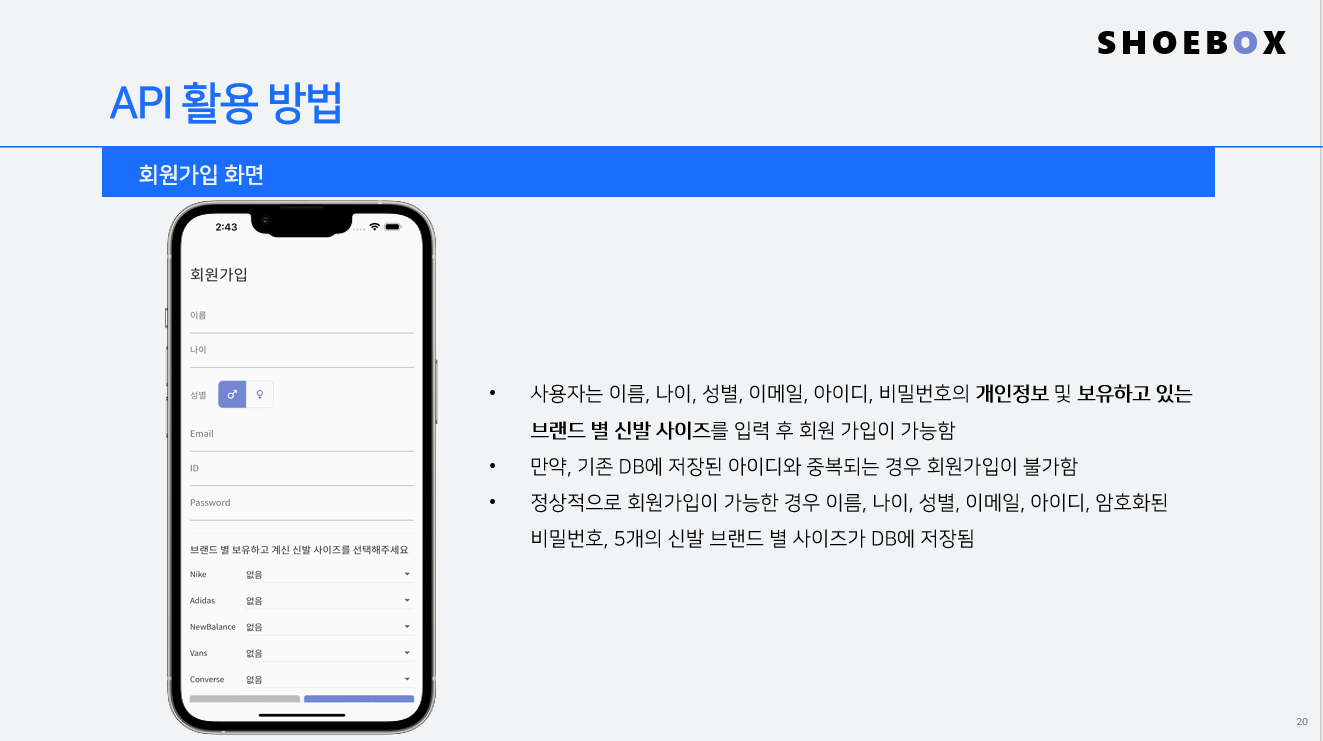 SHOEBOX
API 활용 방법
회원가입 화면
2:43
회원가입
이름
나이
성별 ♂ ♀
Email
ID
Password
브랜드 별 보유하고 계신 신발 사이즈를 선택해주세요
Nike 없음
Adidas 없음
NewBalance 없음
Vans 없음
Converse 없음
• 사용자는 이름, 나이, 성별, 이메일, 아이디, 비밀번호의 개인정보 및 보유하고 있는
브랜드 별 신발 사이즈를 입력 후 회원 가입이 가능함
• 만약, 기존 DB에 저장된 아이디와 중복되는 경우 회원가입이 불가함
• 정상적으로 회원가입이 가능한 경우 이름, 나이, 성별, 이메일, 아이디, 암호화된
비밀번호, 5개의 신발 브랜드 별 사이즈가 DB에 저장됨
20